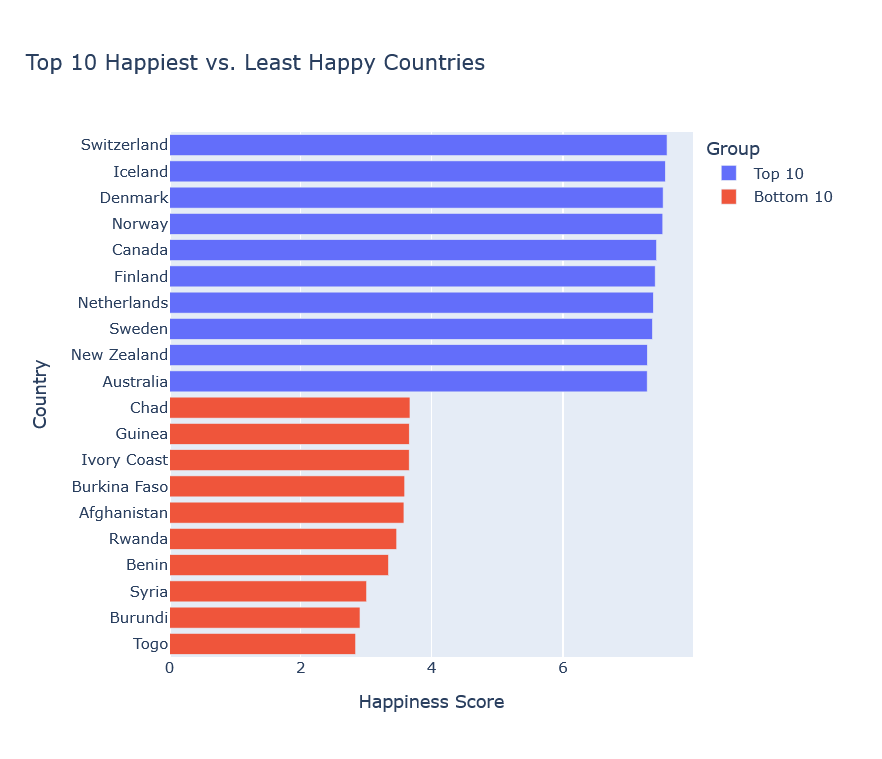 Top 10 Happiest vs. Least Happy Countries
Switzerland
Iceland
Denmark
Norway
Canada
Finland
Netherlands
Sweden
New Zealand
Australia
Chad
Guinea
Ivory Coast
Burkina Faso
Afghanistan
Rwanda
Benin
Syria
Burundi
Togo
Country
0 2 4 6
Happiness Score
Group
Top 10
Bottom 10